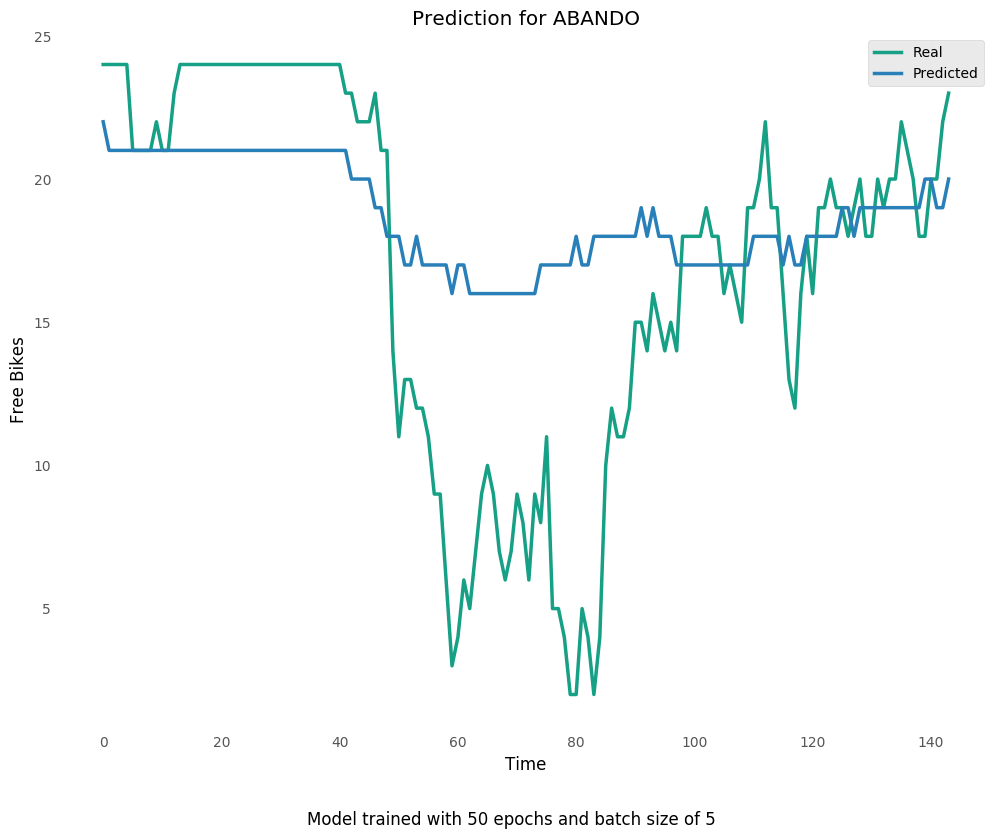 Prediction for ABANDO
25
20
15
10
5
Free Bikes
Real
Predicted
0 20 40 60 80 100 120 140
Time
Model trained with 50 epochs and batch size of 5